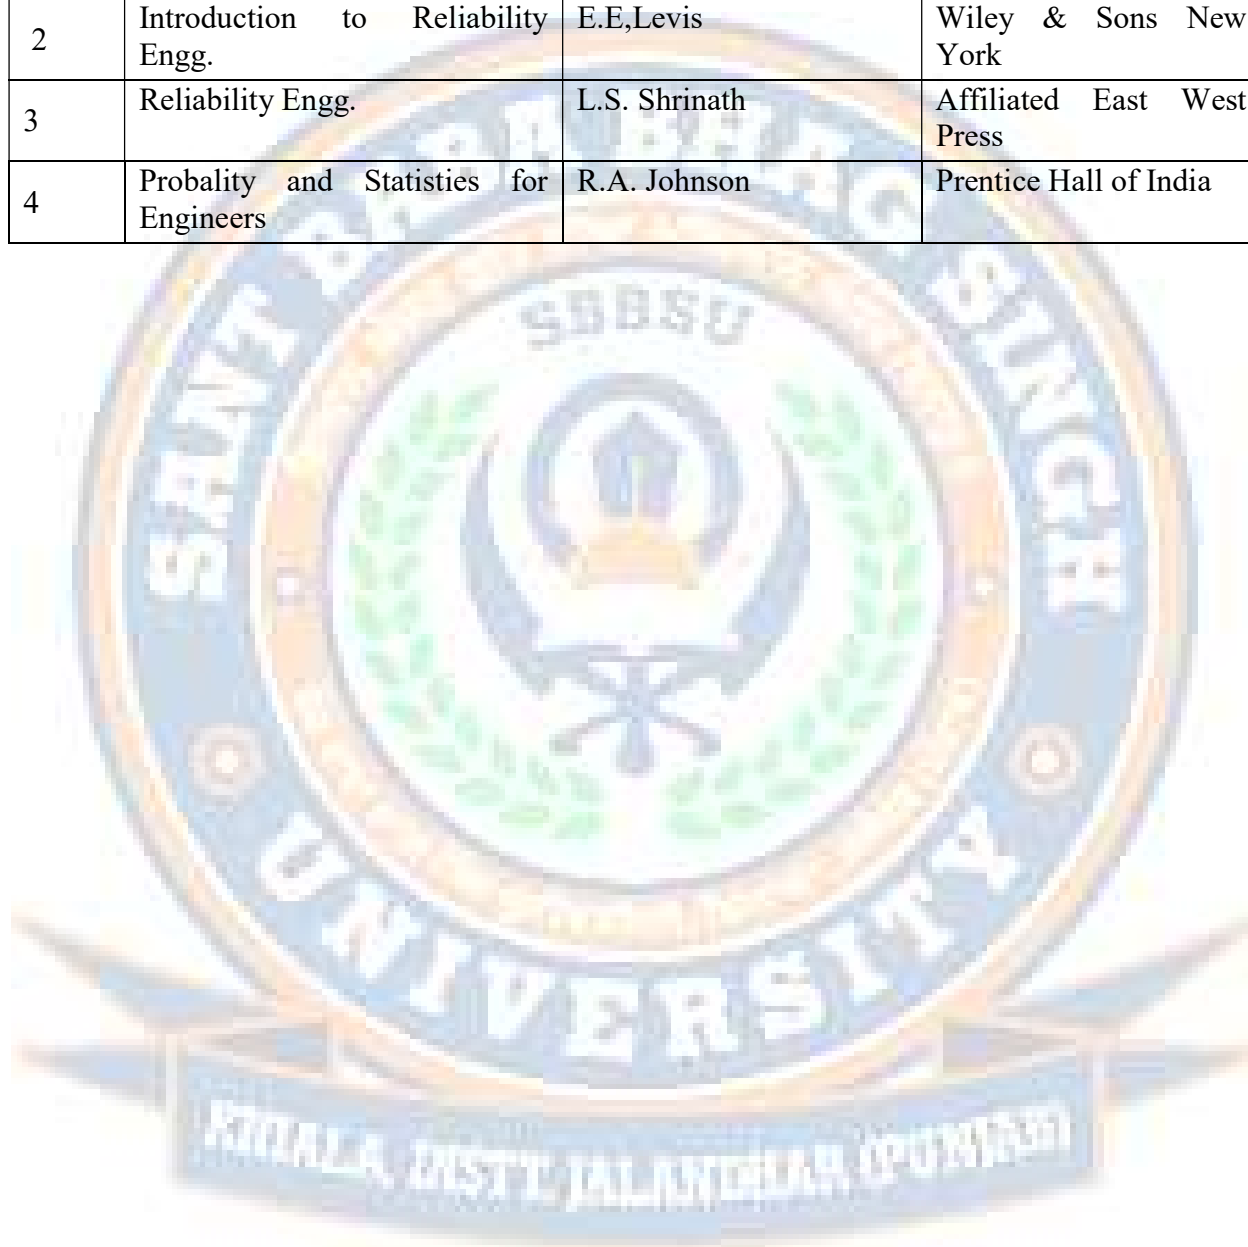 2 Introduction to Reliability Engg. E.E,Levis Wiley & Sons New York
3 Reliability Engg. L.S. Shrinath Affiliated East West Press
4 Probality and Statisties for Engineers R.A. Johnson Prentice Hall of India
SANT BABA BHAG SINGH
SBBSU
UNIVERSITY
KHIALA, DISTT. JALANDHAR (PUNJAB)